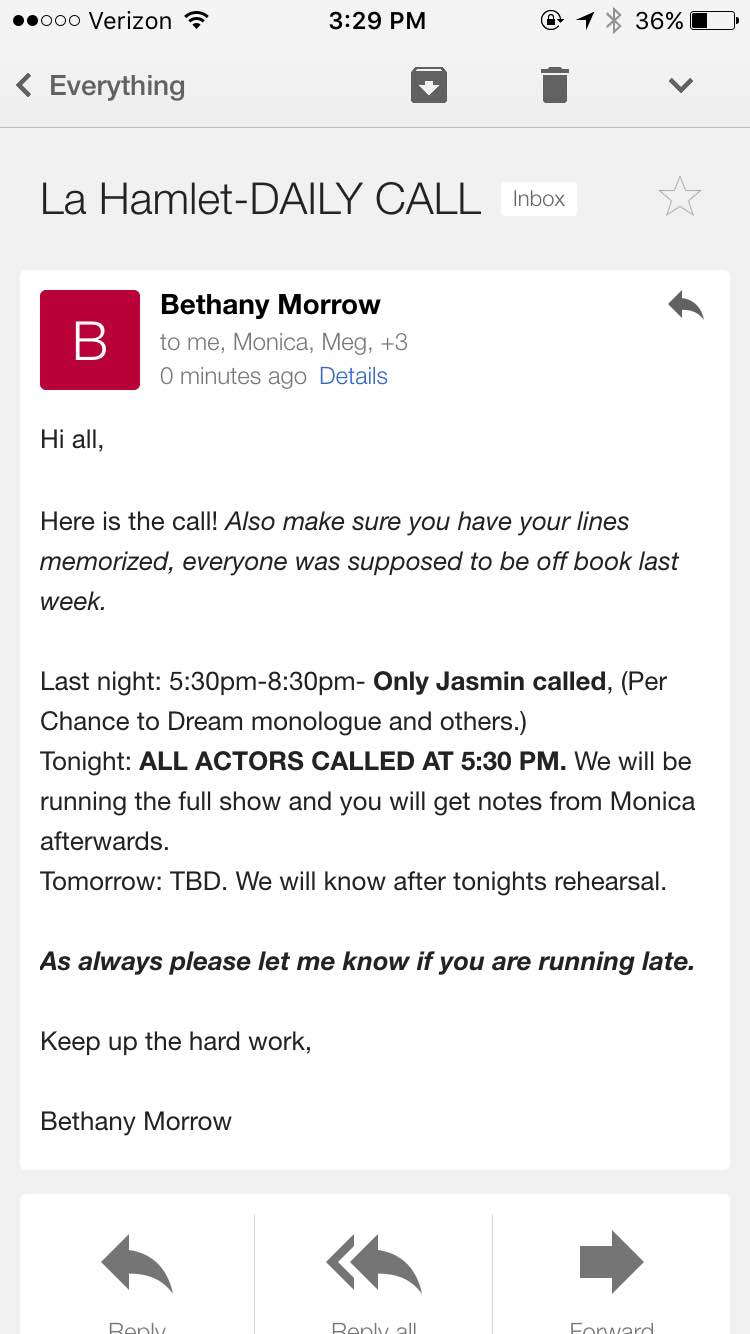 Verizon 3:29 PM 36%
Everything
La Hamlet-DAILY CALL Inbox
B
Bethany Morrow
to me, Monica, Meg, +3
0 minutes ago Details
Hi all,
Here is the call! Also make sure you have your lines
memorized, everyone was supposed to be off book last
week.
Last night: 5:30pm-8:30pm- Only Jasmin called, (Per
Chance to Dream monologue and others.)
Tonight: ALL ACTORS CALLED AT 5:30 PM. We will be
running the full show and you will get notes from Monica
afterwards.
Tomorrow: TBD. We will know after tonights rehearsal.
As always please let me know if you are running late.
Keep up the hard work,
Bethany Morrow
Reply Reply all Forward